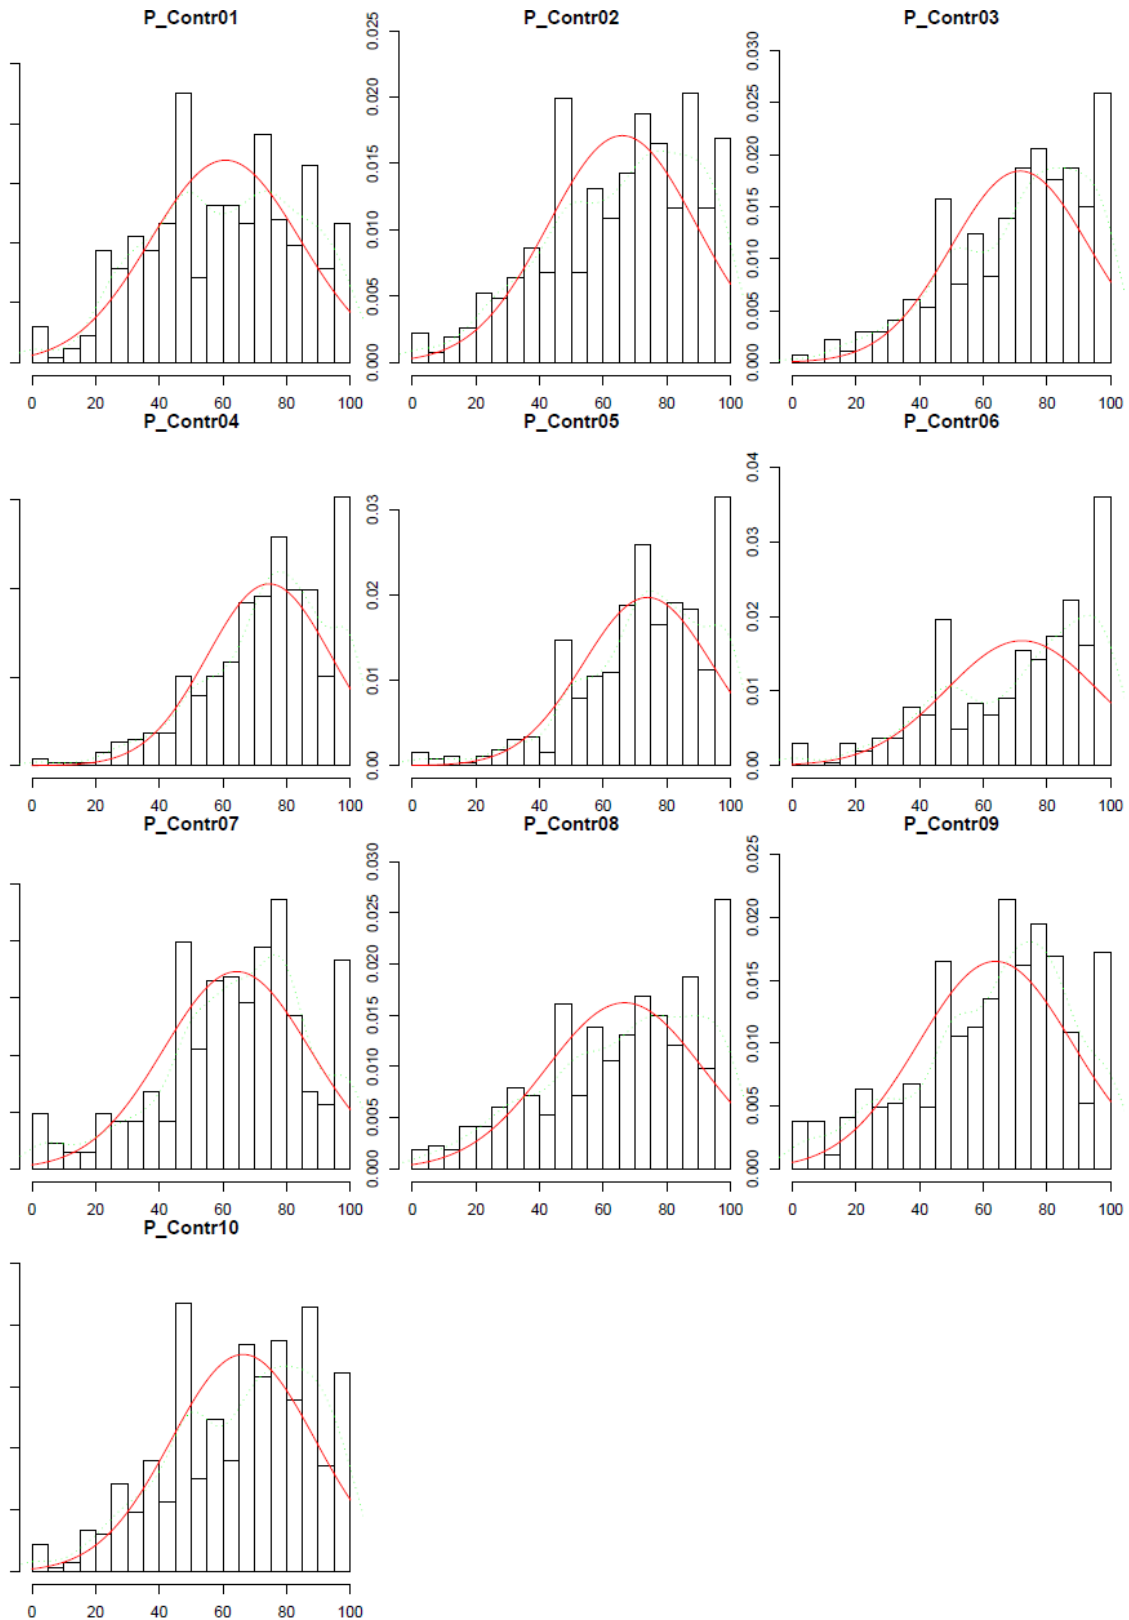 P_Contr01 P_Contr02 P_Contr03
0.000 0.005 0.010 0.015 0.020 0.025
0.000 0.005 0.010 0.015 0.020 0.025 0.030
0 20 40 60 80 100 0 20 40 60 80 100 0 20 40 60 80 100
P_Contr04 P_Contr05 P_Contr06
0.00 0.01 0.02 0.03
0.00 0.01 0.02 0.03 0.04
0 20 40 60 80 100 0 20 40 60 80 100 0 20 40 60 80 100
P_Contr07 P_Contr08 P_Contr09
0.000 0.005 0.010 0.015 0.020 0.025 0.030
0.000 0.005 0.010 0.015 0.020 0.025
0 20 40 60 80 100 0 20 40 60 80 100 0 20 40 60 80 100
P_Contr10
0 20 40 60 80 100